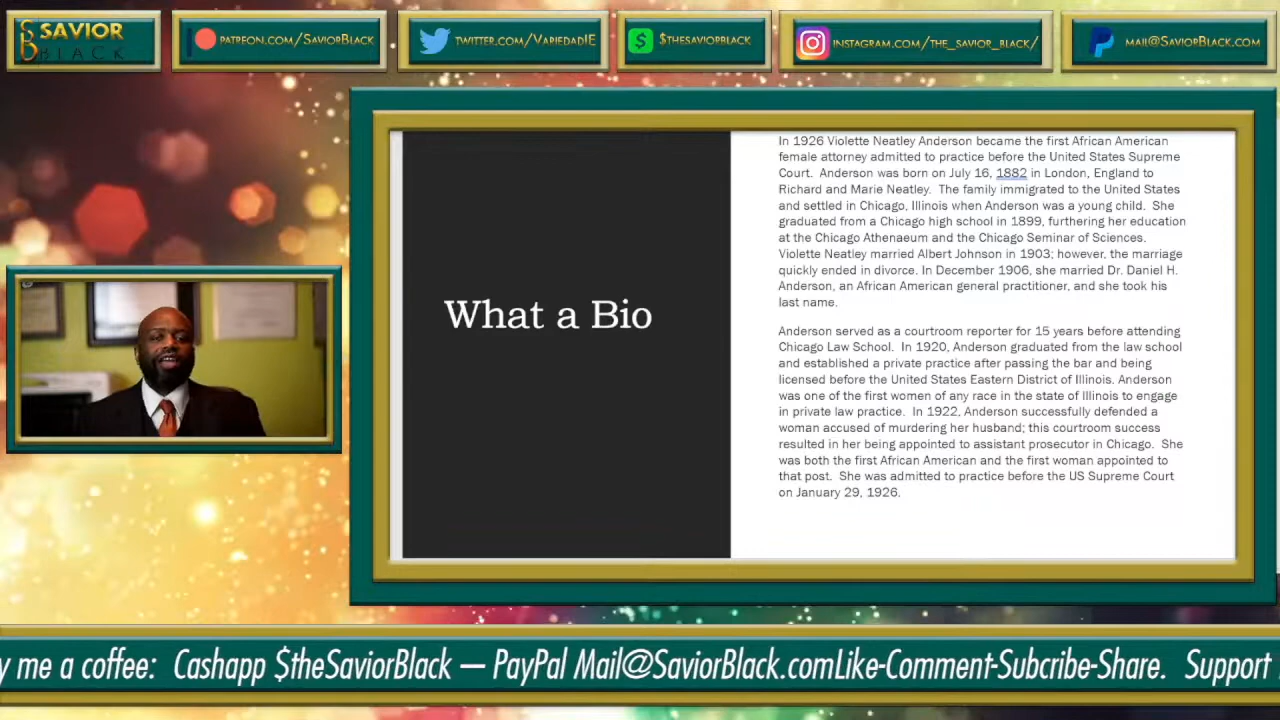 SAVIOR
BLACK
PATREON.COM/SAVIORBLACK
TWITTER.COM/VARIEDADIE
$THESAVIORBLACK
INSTAGRAM.COM/THE_SAVIOR_BLACK/
MAIL@SAVIORBLACK.COM
What a Bio
In 1926 Violette Neatley Anderson became the first African American
female attorney admitted to practice before the United States Supreme
Court.  Anderson was born on July 16, 1882 in London, England to
Richard and Marie Neatley.  The family immigrated to the United States
and settled in Chicago, Illinois when Anderson was a young child.  She
graduated from a Chicago high school in 1899, furthering her education
at the Chicago Athenaeum and the Chicago Seminar of Sciences.
Violette Neatley married Albert Johnson in 1903; however, the marriage
quickly ended in divorce. In December 1906, she married Dr. Daniel H.
Anderson, an African American general practitioner, and she took his
last name.
Anderson served as a courtroom reporter for 15 years before attending
Chicago Law School.  In 1920, Anderson graduated from the law school
and established a private practice after passing the bar and being
licensed before the United States Eastern District of Illinois. Anderson
was one of the first women of any race in the state of Illinois to engage
in private law practice.  In 1922, Anderson successfully defended a
woman accused of murdering her husband; this courtroom success
resulted in her being appointed to assistant prosecutor in Chicago.  She
was both the first African American and the first woman appointed to
that post.  She was admitted to practice before the US Supreme Court
on January 29, 1926.
y me a coffee:  Cashapp $theSaviorBlack — PayPal Mail@SaviorBlack.comLike-Comment-Subcribe-Share.  Support